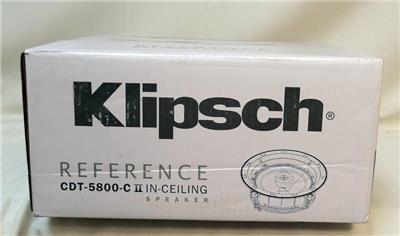 Klipsch®
REFERENCE
CDT-5800-C II IN-CEILING
SPEAKER